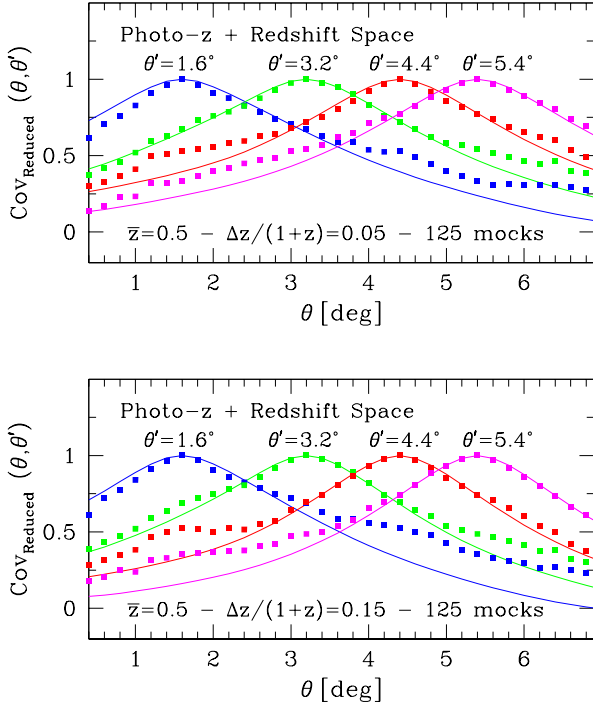 Photo-z + Redshift Space
θ′=1.6° θ′=3.2° θ′=4.4° θ′=5.4°
1
0.5
0
Cov_Reduced (θ,θ′)
z̅=0.5 - Δz/(1+z)=0.05 - 125 mocks
1 2 3 4 5 6
θ [deg]
Photo-z + Redshift Space
θ′=1.6° θ′=3.2° θ′=4.4° θ′=5.4°
1
0.5
0
Cov_Reduced (θ,θ′)
z̅=0.5 - Δz/(1+z)=0.15 - 125 mocks
1 2 3 4 5 6
θ [deg]